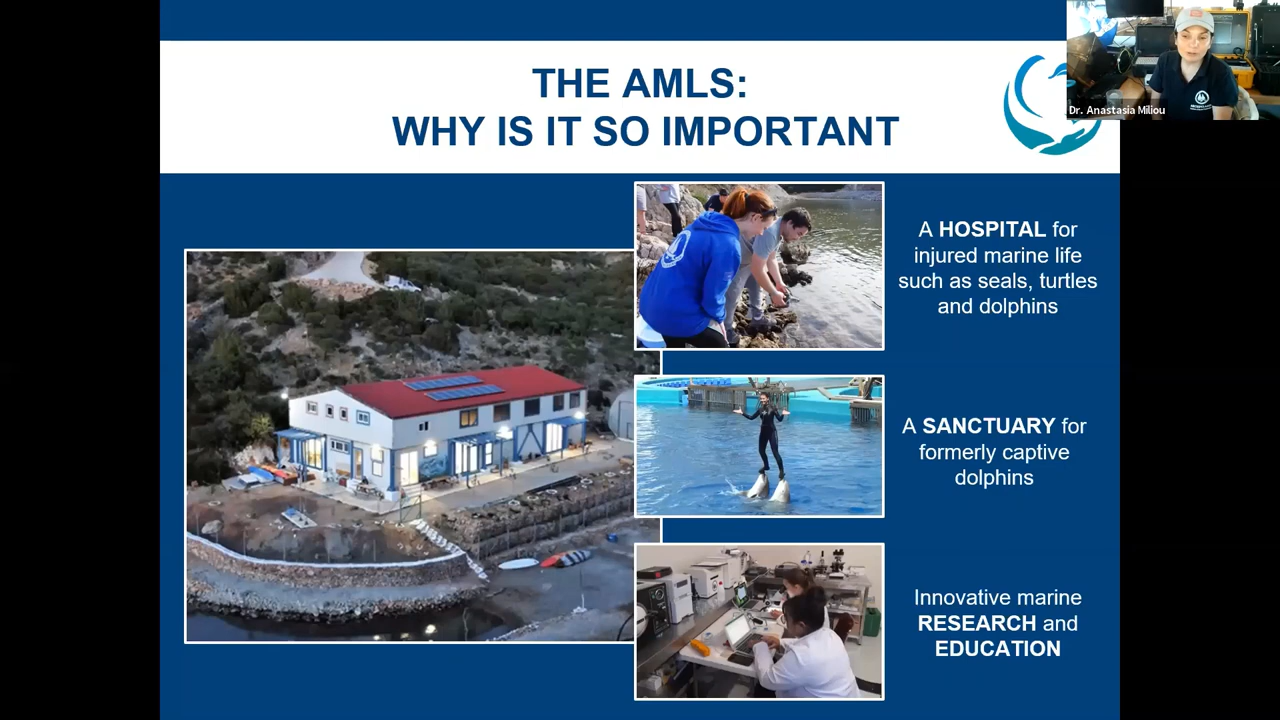 THE AMLS:
WHY IS IT SO IMPORTANT
Dr. Anastasia Miliou
A HOSPITAL for
injured marine life
such as seals, turtles
and dolphins
A SANCTUARY for
formerly captive
dolphins
Innovative marine
RESEARCH and
EDUCATION